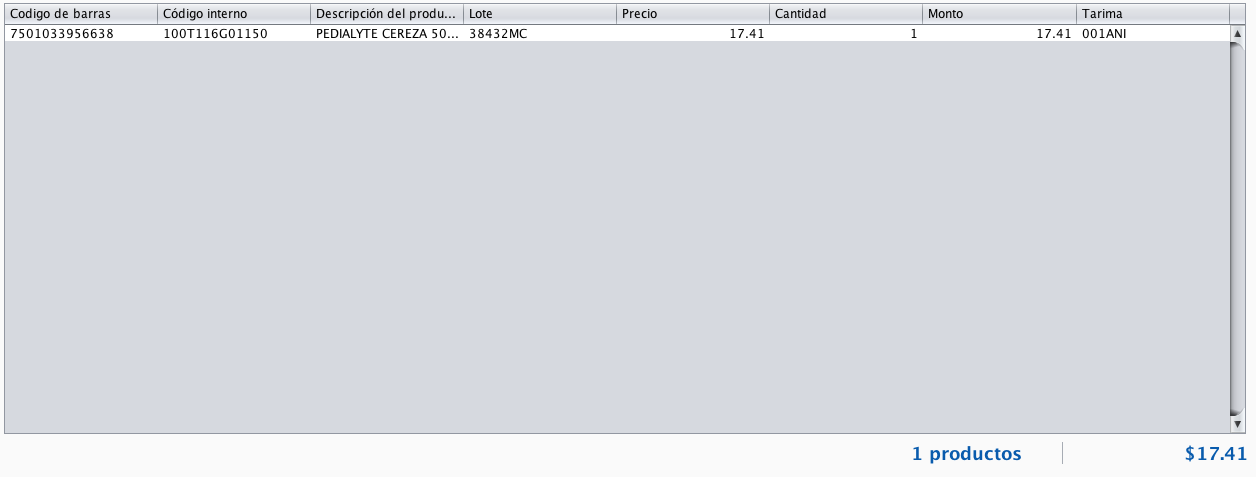 Codigo de barras Código interno Descripción del produ... Lote Precio Cantidad Monto Tarima
7501033956638 100T116G01150 PEDIALYTE CEREZA 50... 38432MC 17.41 1 17.41 001ANI
1 productos $17.41